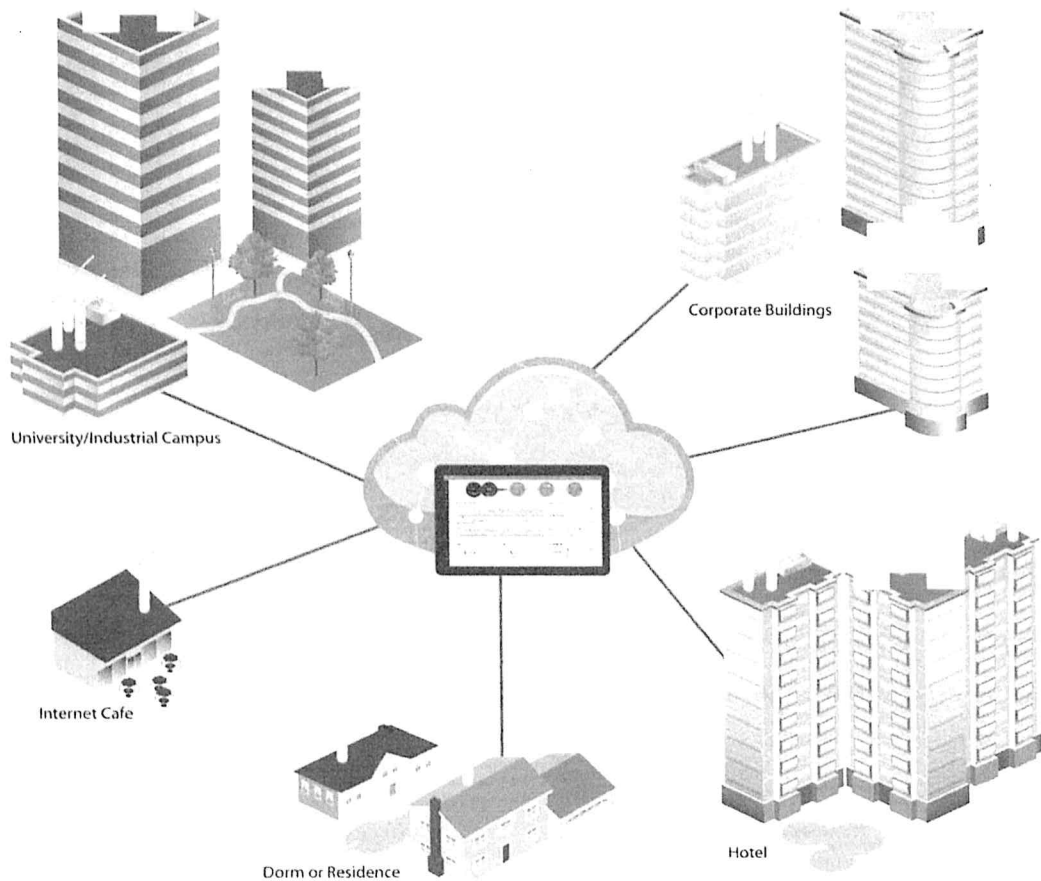 Corporate Buildings
University/Industrial Campus
Internet Cafe
Dorm or Residence
Hotel